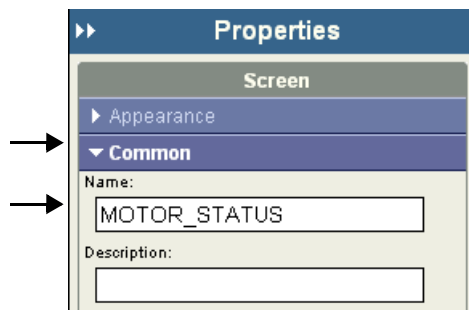 Properties
Screen
Appearance
Common
Name:
MOTOR_STATUS
Description: